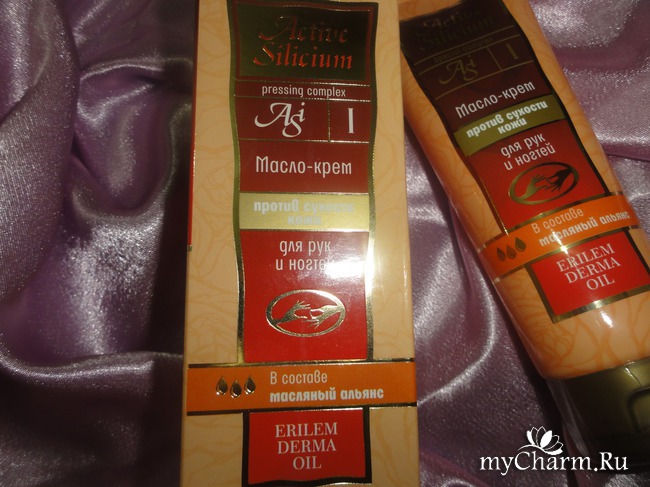 Active
Silicium
pressing complex
Asi I
Масло-крем
против сухости
кожи
для рук
и ногтей
В составе
масляный альянс
ERILEM
DERMA
OIL
Active
Silicium
Asi I
Масло-крем
против сухости
кожи
для рук
и ногтей
В составе
масляный альянс
ERILEM
DERMA
OIL
myCharm.Ru